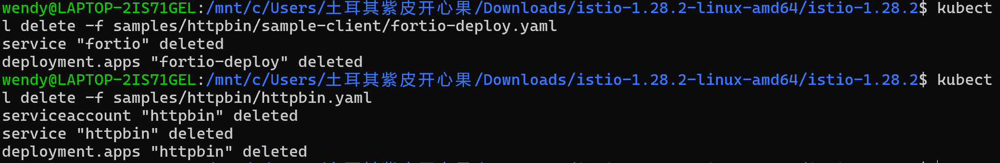 wendy@LAPTOP-2IS71GEL:/mnt/c/Users/土耳其紫皮开心果/Downloads/istio-1.28.2-linux-amd64/istio-1.28.2$ kubect
l delete -f samples/httpbin/sample-client/fortio-deploy.yaml
service "fortio" deleted
deployment.apps "fortio-deploy" deleted
wendy@LAPTOP-2IS71GEL:/mnt/c/Users/土耳其紫皮开心果/Downloads/istio-1.28.2-linux-amd64/istio-1.28.2$ kubect
l delete -f samples/httpbin/httpbin.yaml
serviceaccount "httpbin" deleted
service "httpbin" deleted
deployment.apps "httpbin" deleted